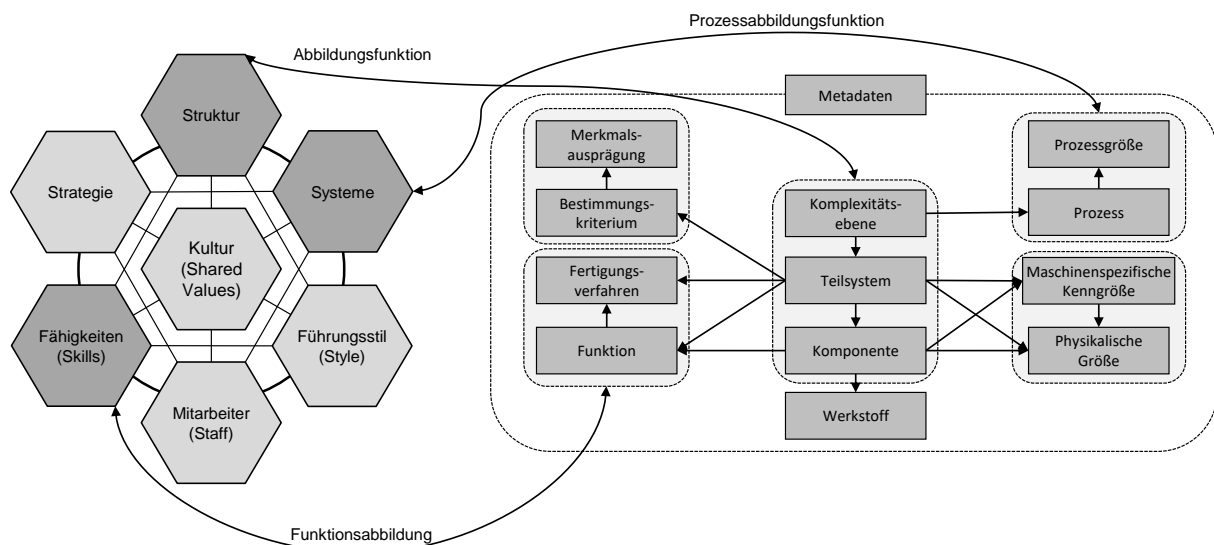 Prozessabbildungsfunktion
Abbildungsfunktion
Struktur
Strategie
Systeme
Kultur
(Shared
Values)
Fähigkeiten
(Skills)
Führungsstil
(Style)
Mitarbeiter
(Staff)
Funktionsabbildung
Metadaten
Merkmals-
ausprägung
Bestimmungs-
kriterium
Fertigungs-
verfahren
Funktion
Komplexitäts-
ebene
Teilsystem
Komponente
Werkstoff
Prozessgröße
Prozess
Maschinenspezifische
Kenngröße
Physikalische
Größe